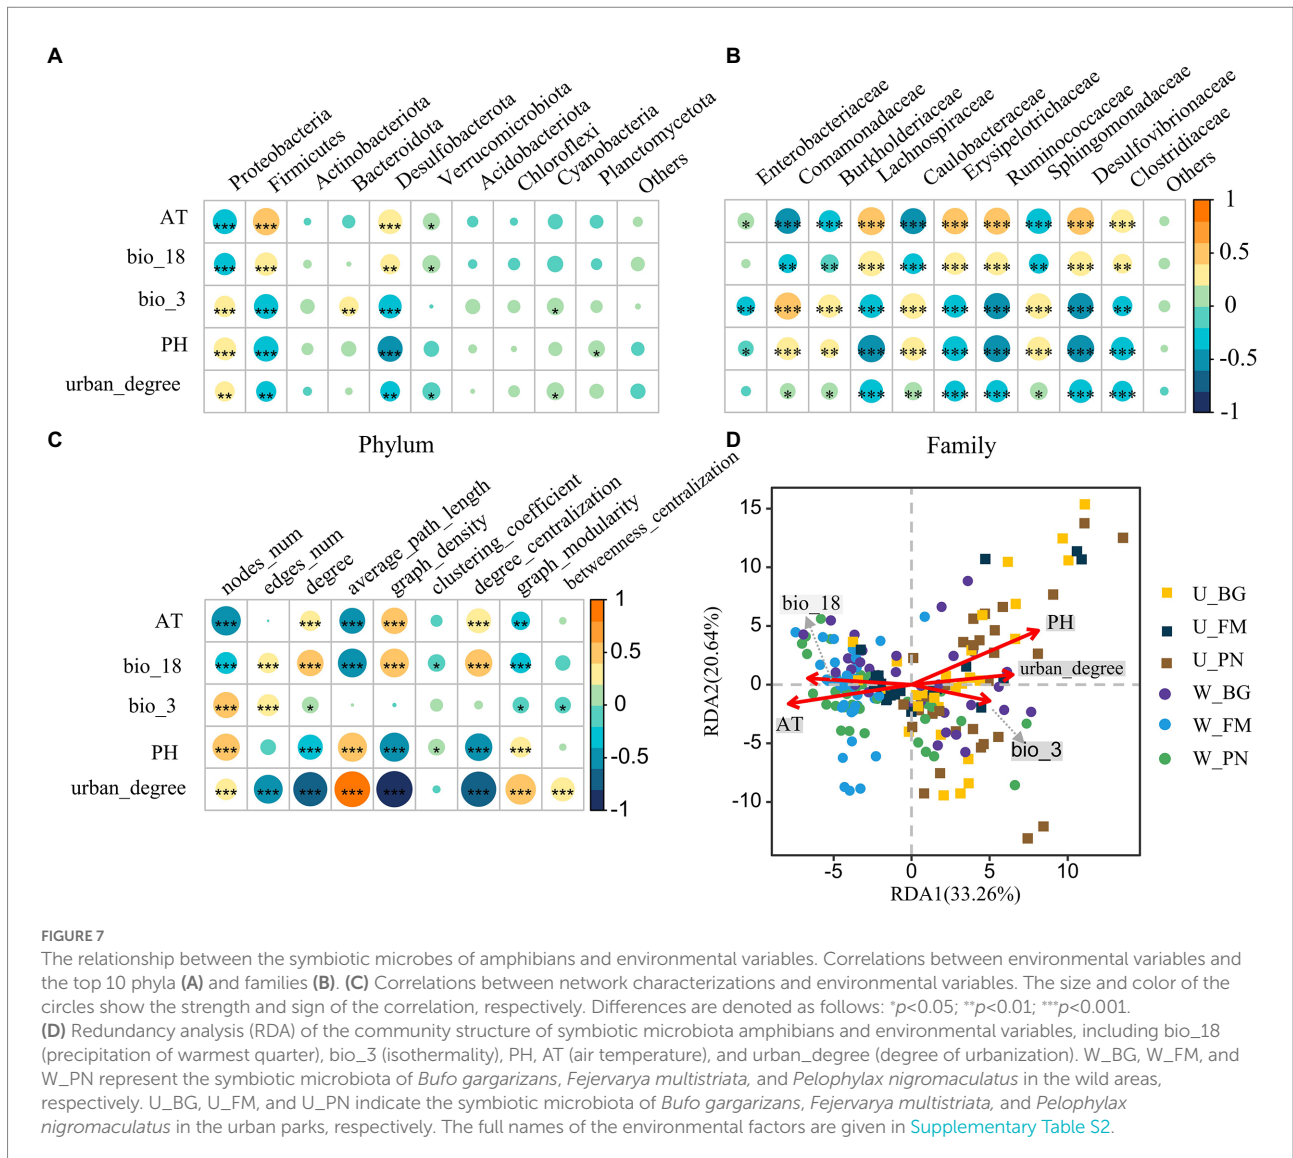 A
B
Proteobacteria
Firmicutes
Actinobacteriota
Bacteroidota
Desulfobacterota
Verrucomicrobiota
Acidobacteriota
Chloroflexi
Cyanobacteria
Planctomycetota
Others
Enterobacteriaceae
Comamonadaceae
Burkholderiaceae
Lachnospiraceae
Caulobacteraceae
Erysipelotrichaceae
Ruminococcaceae
Sphingomonadaceae
Desulfovibrionaceae
Clostridiaceae
Others
AT *** *** *** * * *** *** *** *** *** *** *** *** ***
bio_18 *** *** ** * ** ** *** *** *** *** ** *** **
bio_3 *** *** ** *** * ** *** *** *** *** *** *** *** *** **
PH *** *** *** * * *** ** *** *** *** *** *** *** ***
urban_degree ** ** ** * * * * *** ** *** *** * *** ***
1
0.5
0
-0.5
-1
Phylum
Family
C
D
nodes_num
edges_num
degree
average_path_length
graph_density
clustering_coefficient
degree_centralization
graph_modularity
betweenness_centralization
AT *** *** *** *** *** **
bio_18 *** *** *** *** *** * *** ***
bio_3 *** *** * * *
PH *** *** *** *** * *** ***
urban_degree *** *** *** *** *** *** *** ***
1
0.5
0
-0.5
-1
RDA2(20.64%)
15
10
5
0
-5
-10
bio_18
PH
urban_degree
AT
bio_3
-5 0 5 10
RDA1(33.26%)
U_BG
U_FM
U_PN
W_BG
W_FM
W_PN
FIGURE 7
The relationship between the symbiotic microbes of amphibians and environmental variables. Correlations between environmental variables and
the top 10 phyla (A) and families (B). (C) Correlations between network characterizations and environmental variables. The size and color of the
circles show the strength and sign of the correlation, respectively. Differences are denoted as follows: *p<0.05; **p<0.01; ***p<0.001.
(D) Redundancy analysis (RDA) of the community structure of symbiotic microbiota amphibians and environmental variables, including bio_18
(precipitation of warmest quarter), bio_3 (isothermality), PH, AT (air temperature), and urban_degree (degree of urbanization). W_BG, W_FM, and
W_PN represent the symbiotic microbiota of Bufo gargarizans, Fejervarya multistriata, and Pelophylax nigromaculatus in the wild areas,
respectively. U_BG, U_FM, and U_PN indicate the symbiotic microbiota of Bufo gargarizans, Fejervarya multistriata, and Pelophylax
nigromaculatus in the urban parks, respectively. The full names of the environmental factors are given in Supplementary Table S2.